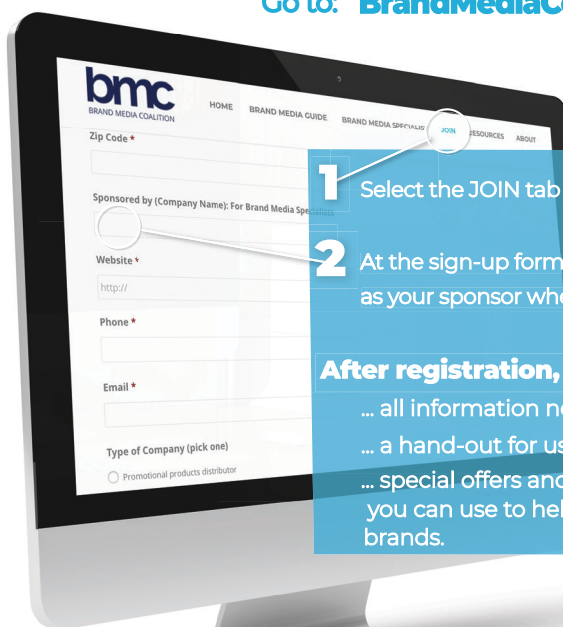 Go to: BrandMediaCo
bmc
BRAND MEDIA COALITION
HOME BRAND MEDIA GUIDE BRAND MEDIA SPECIALIS JOIN RESOURCES ABOUT
Zip Code *
Sponsored by (Company Name): For Brand Media Specialists
Website *
http://
Phone *
Email *
Type of Company (pick one)
Promotional products distributor
1 Select the JOIN tab
2 At the sign-up form
as your sponsor whe
After registration,
... all information ne
... a hand-out for us
... special offers and
you can use to help
brands.